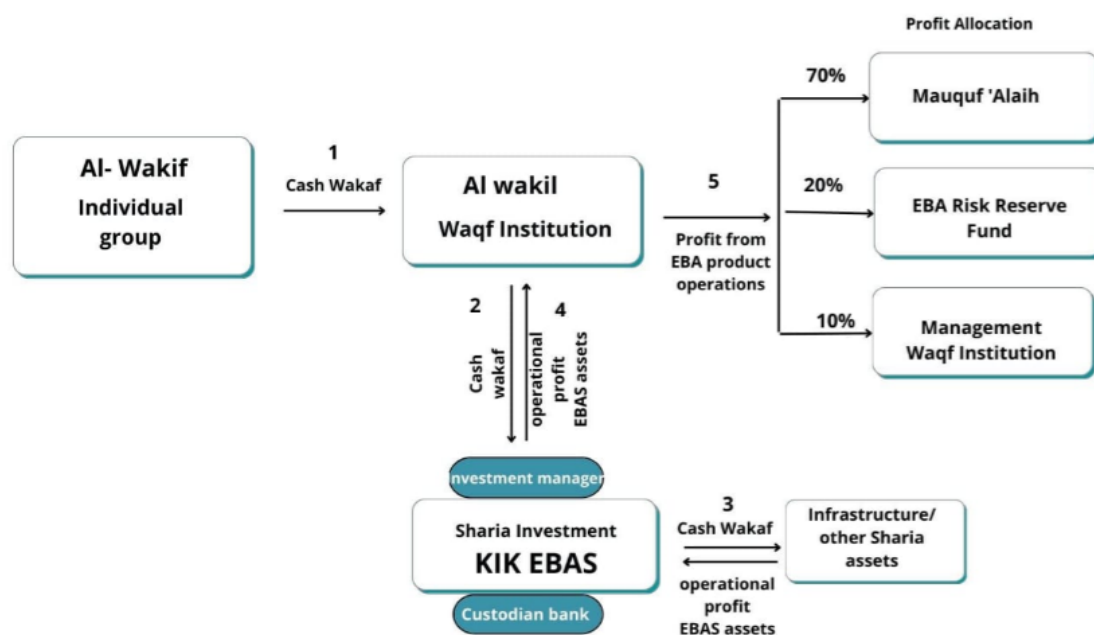 Profit Allocation
70%
Mauquf 'Alaih
Al- Wakif
Individual
group
1
Cash Wakaf
Al wakil
Waqf Institution
5
Profit from
EBA product
operations
20%
EBA Risk Reserve
Fund
10%
Management
Waqf Institution
2
Cash
wakaf
4
operational
profit
EBAS assets
Investment manager
Sharia Investment
KIK EBAS
Custodian bank
3
Cash Wakaf
operational
profit
EBAS assets
Infrastructure/
other Sharia
assets